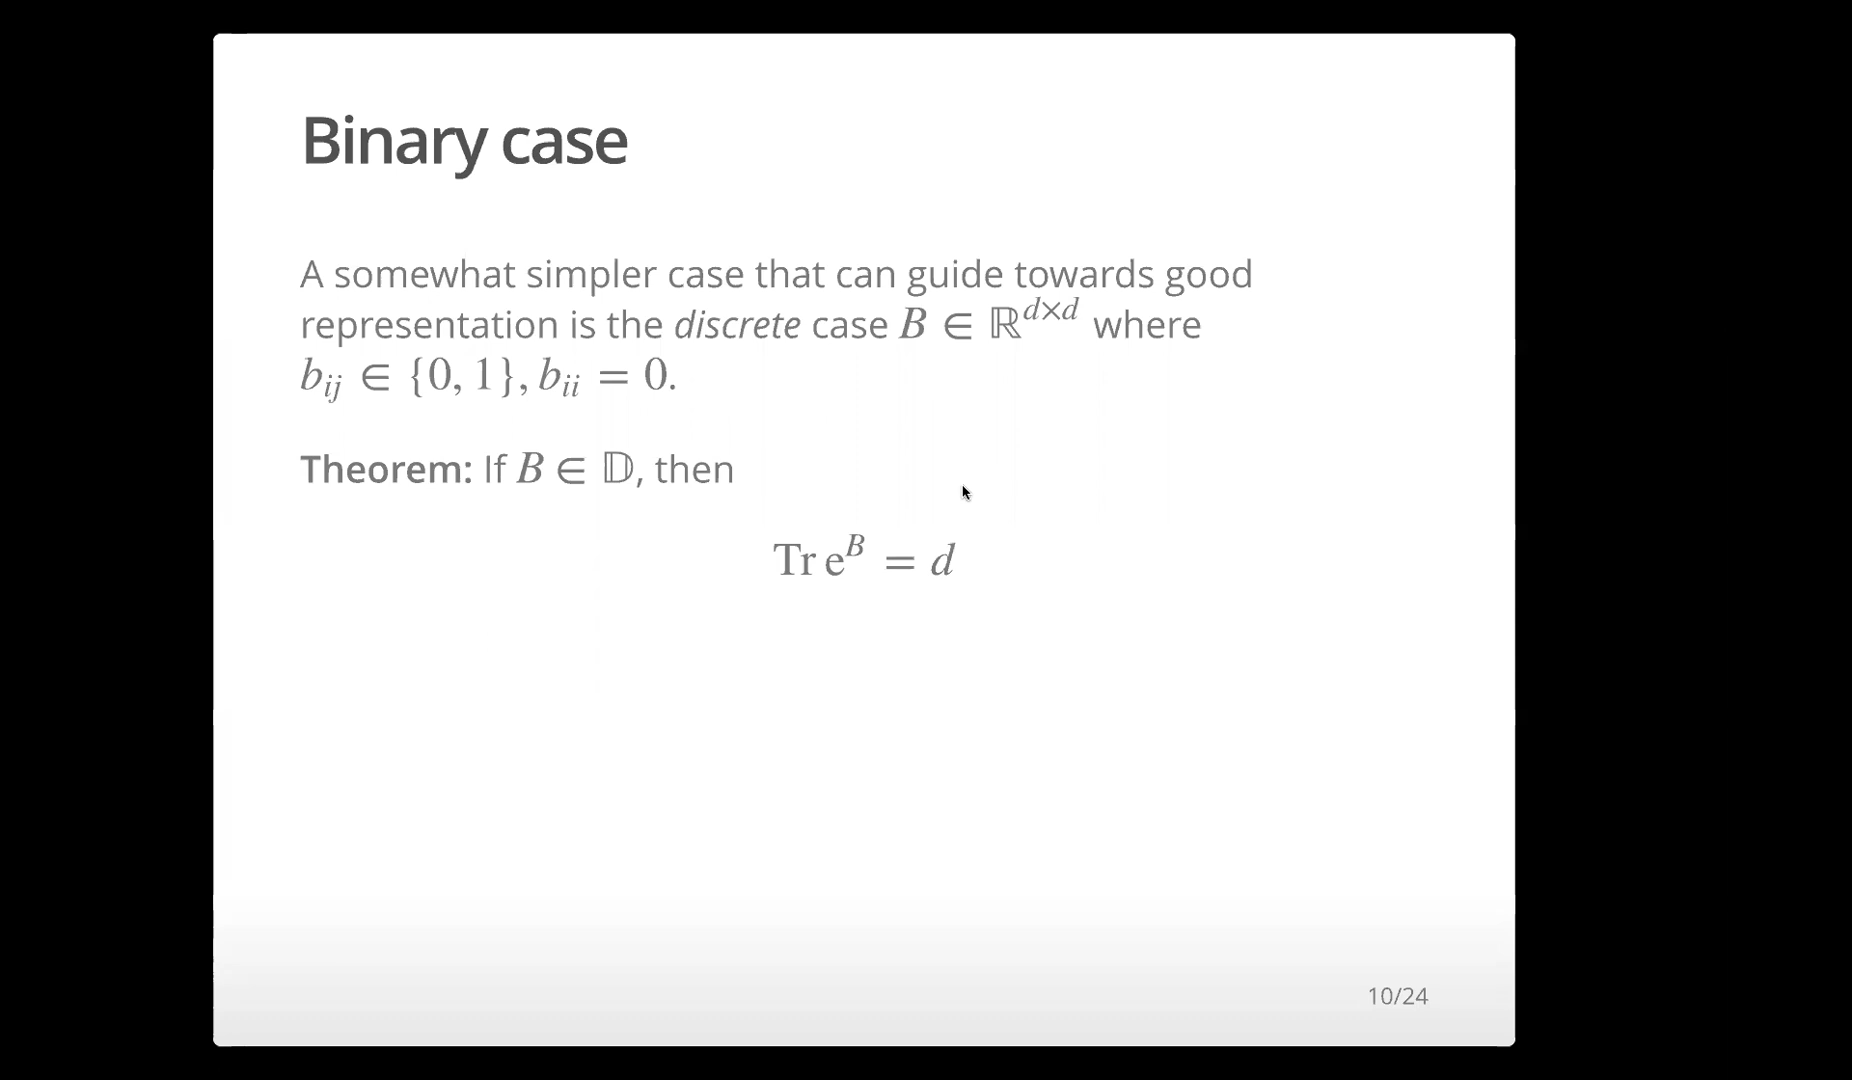 Binary case
A somewhat simpler case that can guide towards good
representation is the discrete case B ∈ ℝ^{d×d} where
b_{ij} ∈ {0, 1}, b_{ii} = 0.
Theorem: If B ∈ 𝔻, then
Tr e^B = d
10/24